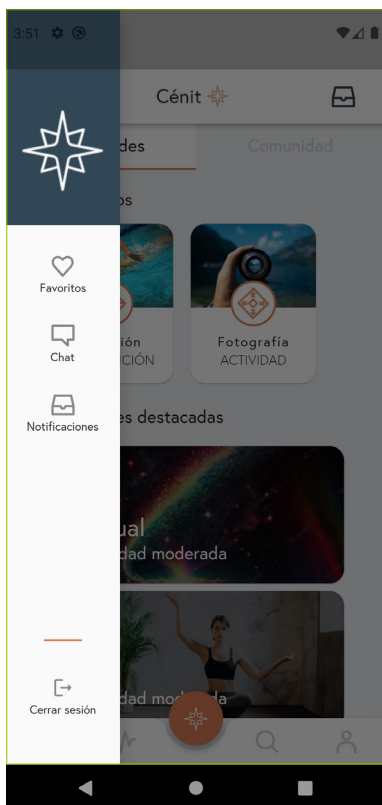 3:51
Cénit
des
Comunidad
os
Favoritos
Chat
Notificaciones
ión
CIÓN
Fotografía
ACTIVIDAD
es destacadas
ual
dad moderada
dad mod da
Cerrar sesión